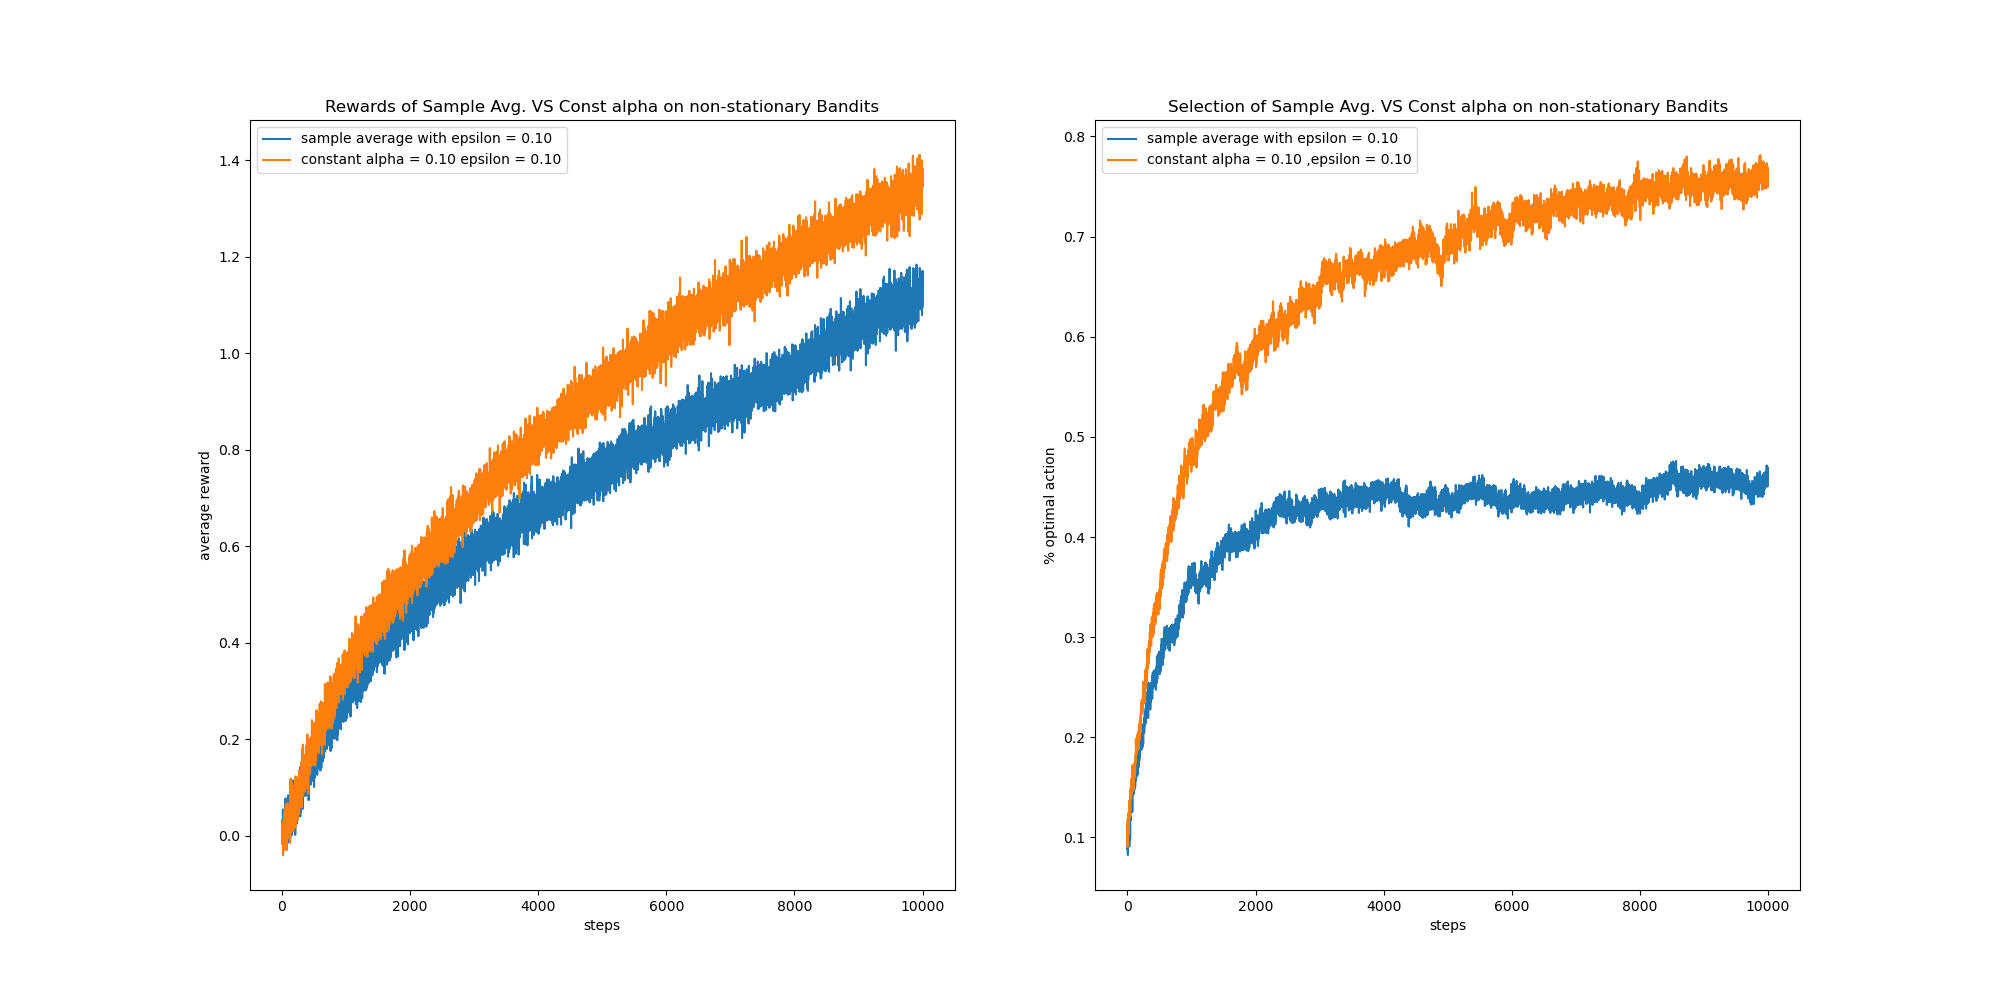 Rewards of Sample Avg. VS Const alpha on non-stationary Bandits
sample average with epsilon = 0.10
constant alpha = 0.10 epsilon = 0.10
1.4
1.2
1.0
0.8
0.6
0.4
0.2
0.0
average reward
0 2000 4000 6000 8000 10000
steps
Selection of Sample Avg. VS Const alpha on non-stationary Bandits
sample average with epsilon = 0.10
constant alpha = 0.10 ,epsilon = 0.10
0.8
0.7
0.6
0.5
0.4
0.3
0.2
0.1
% optimal action
0 2000 4000 6000 8000 10000
steps